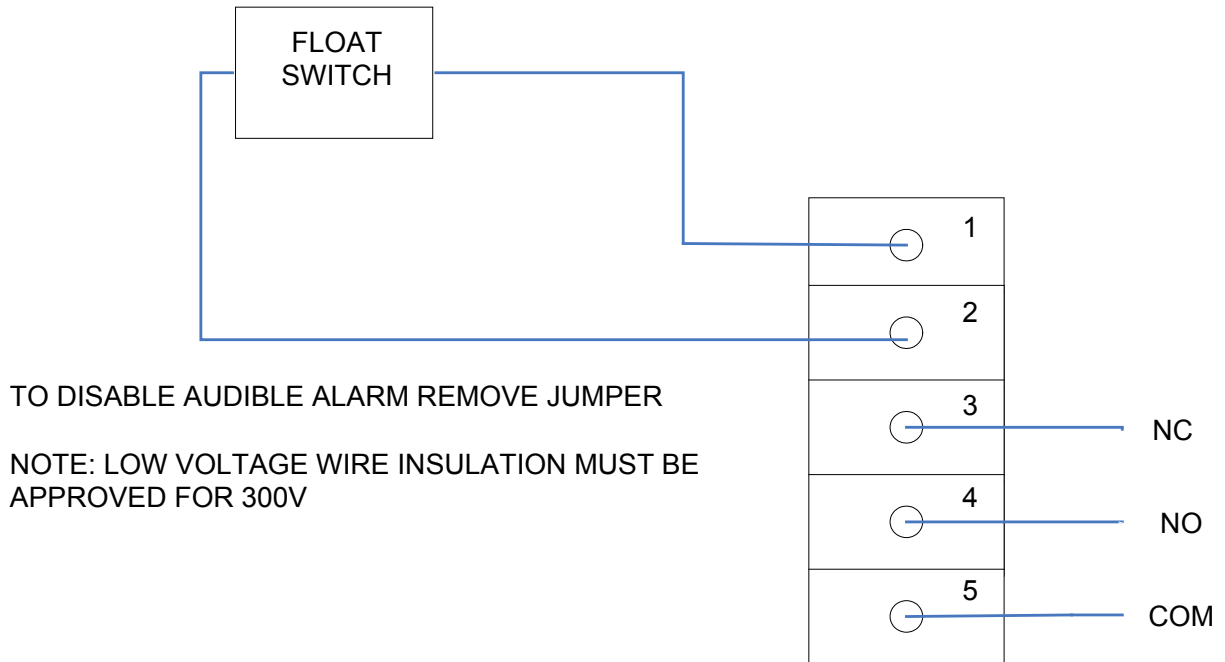 FLOAT
SWITCH
1
2
TO DISABLE AUDIBLE ALARM REMOVE JUMPER
3
NC
NOTE: LOW VOLTAGE WIRE INSULATION MUST BE
APPROVED FOR 300V
4
NO
5
COM